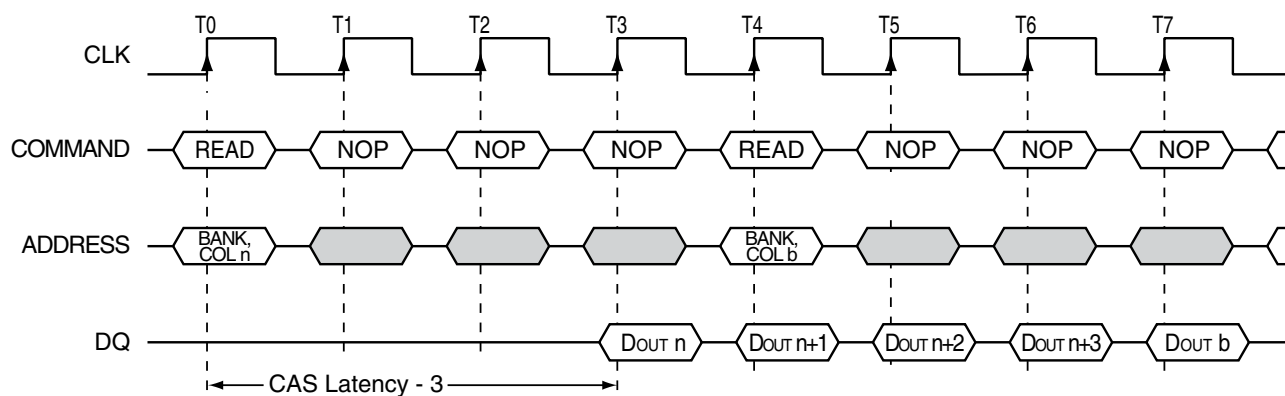 T0 T1 T2 T3 T4 T5 T6 T7
CLK
COMMAND READ NOP NOP NOP READ NOP NOP NOP
ADDRESS BANK, COL n BANK, COL b
DQ DOUT n DOUT n+1 DOUT n+2 DOUT n+3 DOUT b
CAS Latency - 3